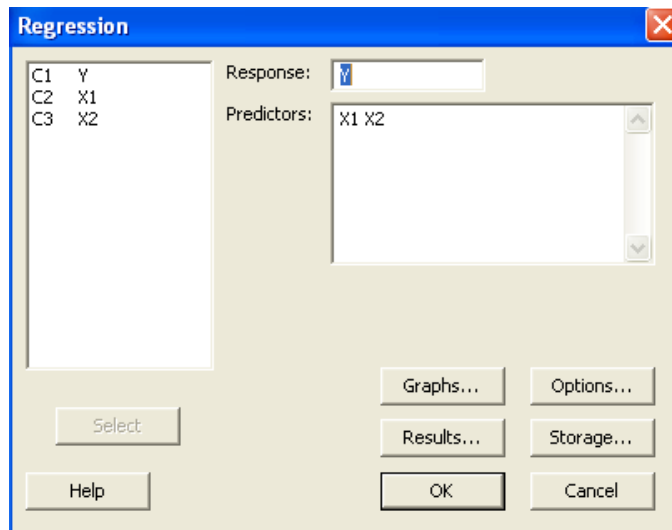 Regression
C1 Y
C2 X1
C3 X2
Response:
Y
Predictors:
X1 X2
Graphs...
Options...
Select
Results...
Storage...
Help
OK
Cancel